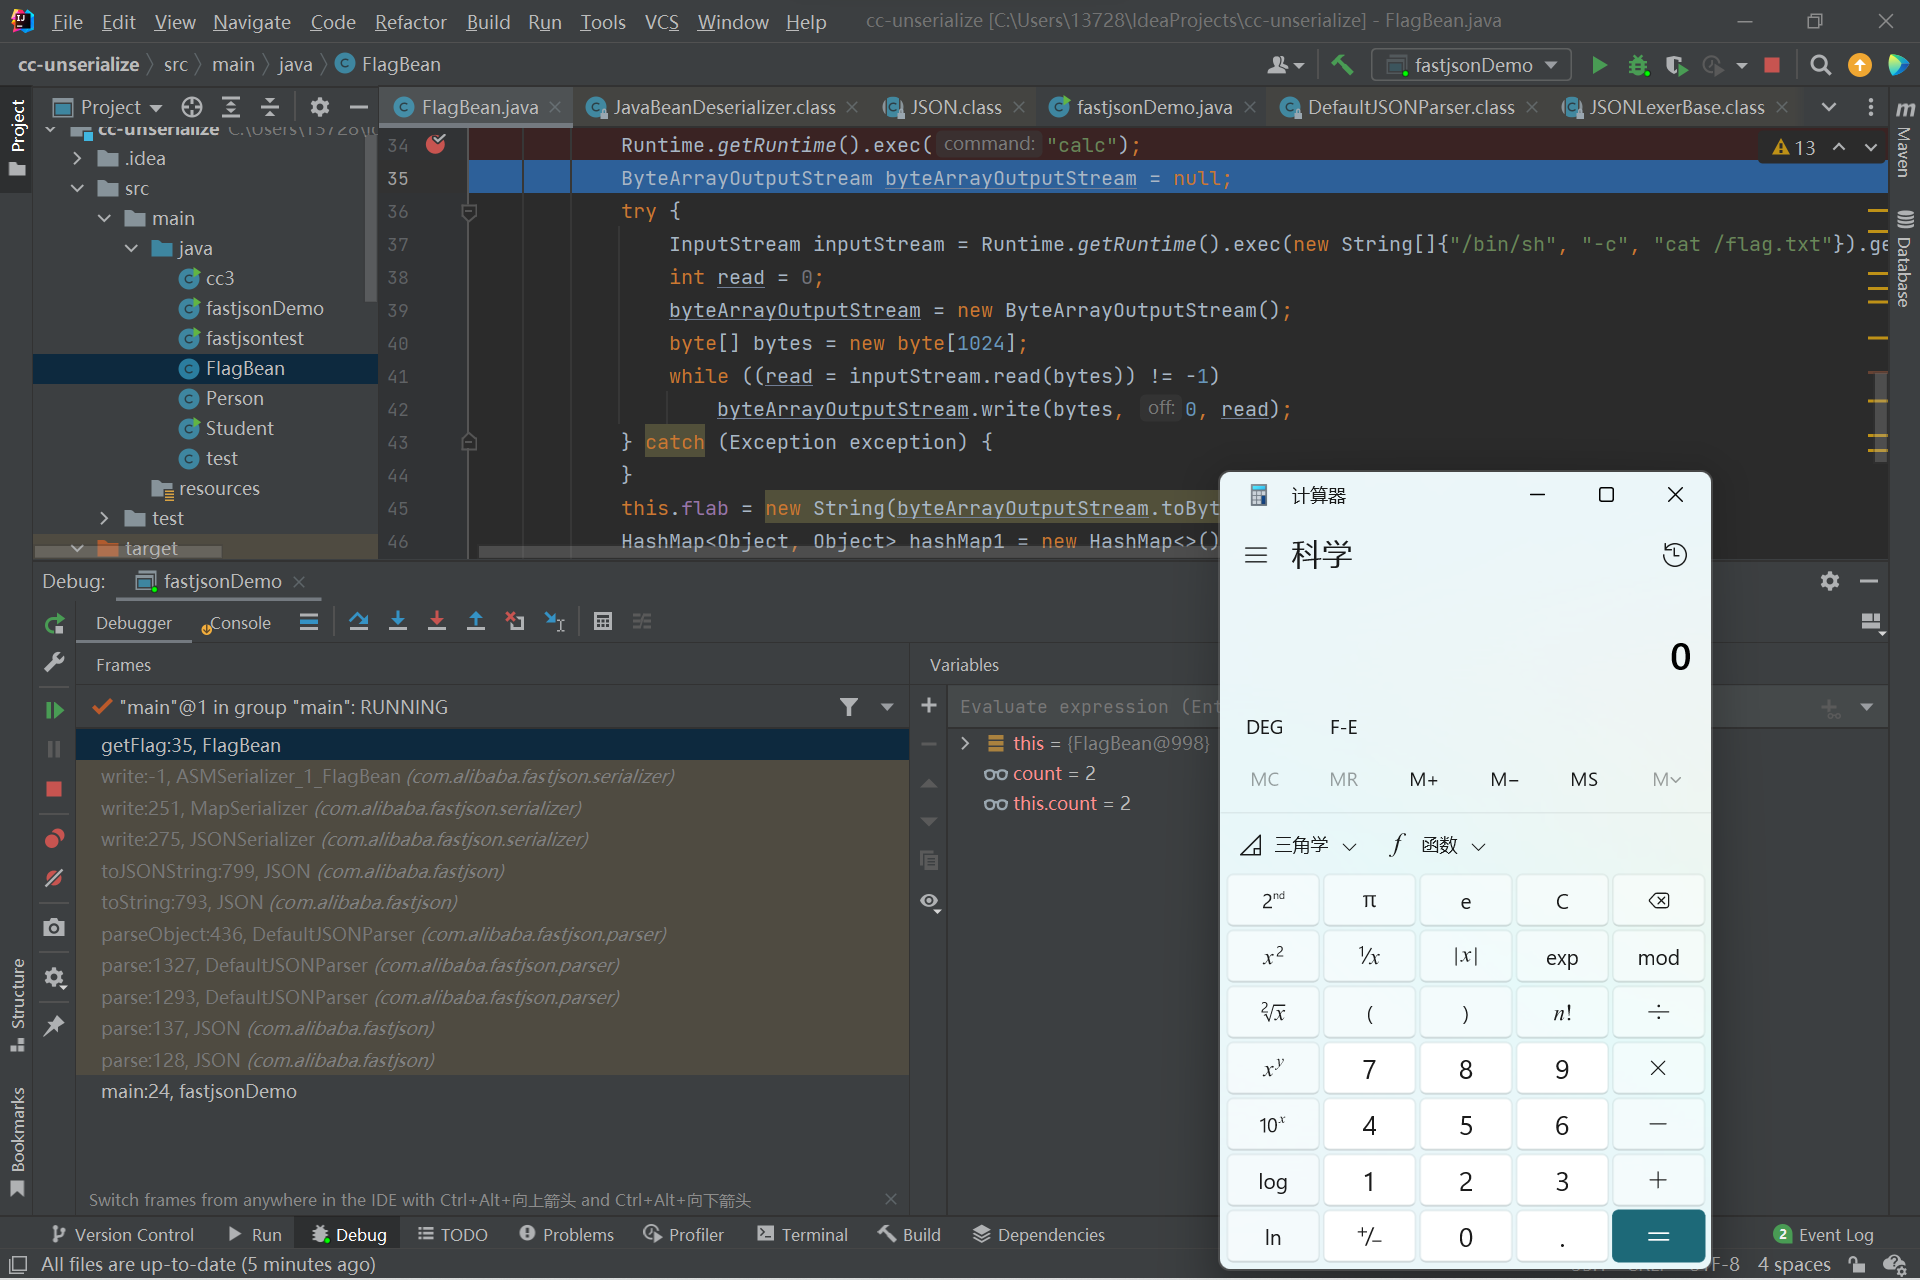 File Edit View Navigate Code Refactor Build Run Tools VCS Window Help cc-unserialize [C:\Users\13728\IdeaProjects\cc-unserialize] - FlagBean.java
cc-unserialize src main java FlagBean fastjsonDemo
Project
FlagBean.java JavaBeanDeserializer.class JSON.class fastjsonDemo.java DefaultJSONParser.class JSONLexerBase.class
Project
Maven
Database
cc-unserialize
.idea
src
main
java
cc3
fastjsonDemo
fastjsontest
FlagBean
Person
Student
test
resources
test
target
13
34 Runtime.getRuntime().exec( command: "calc");
35 ByteArrayOutputStream byteArrayOutputStream = null;
36 try {
37 InputStream inputStream = Runtime.getRuntime().exec(new String[]{"/bin/sh", "-c", "cat /flag.txt"}).ge
38 int read = 0;
39 byteArrayOutputStream = new ByteArrayOutputStream();
40 byte[] bytes = new byte[1024];
41 while ((read = inputStream.read(bytes)) != -1)
42 byteArrayOutputStream.write(bytes, off: 0, read);
43 } catch (Exception exception) {
44 }
45 this.flab = new String(byteArrayOutputStream.toByt
46 HashMap<Object, Object> hashMap1 = new HashMap<>()
Debug: fastjsonDemo
Debugger Console
Frames
"main"@1 in group "main": RUNNING
getFlag:35, FlagBean
write:-1, ASMSerializer_1_FlagBean (com.alibaba.fastjson.serializer)
write:251, MapSerializer (com.alibaba.fastjson.serializer)
write:275, JSONSerializer (com.alibaba.fastjson.serializer)
toJSONString:799, JSON (com.alibaba.fastjson)
toString:793, JSON (com.alibaba.fastjson)
parseObject:436, DefaultJSONParser (com.alibaba.fastjson.parser)
parse:1327, DefaultJSONParser (com.alibaba.fastjson.parser)
parse:1293, DefaultJSONParser (com.alibaba.fastjson.parser)
parse:137, JSON (com.alibaba.fastjson)
parse:128, JSON (com.alibaba.fastjson)
main:24, fastjsonDemo
Switch frames from anywhere in the IDE with Ctrl+Alt+向上箭头 and Ctrl+Alt+向下箭头
Variables
Evaluate expression (Ent
this = {FlagBean@998}
count = 2
this.count = 2
计算器
科学
0
DEG F-E
MC MR M+ M− MS M
三角学 f 函数
2nd π e C
x² ¹/x |x| exp mod
²√x ( ) n! ÷
xʸ 7 8 9 ×
10ˣ 4 5 6 −
log 1 2 3 +
ln +/− 0 . =
Structure
Bookmarks
Version Control Run Debug TODO Problems Profiler Terminal Build Dependencies 2 Event Log
All files are up-to-date (5 minutes ago) 4 spaces